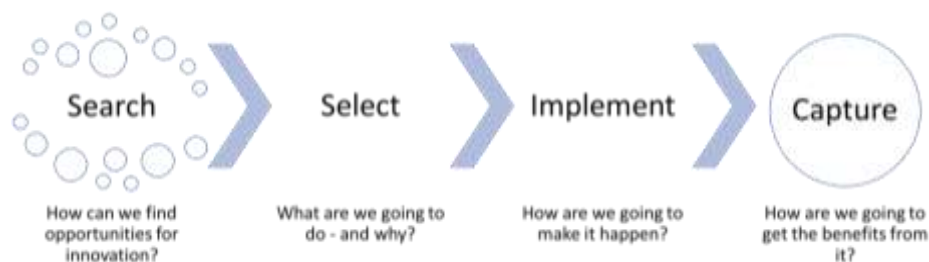 Search
Select
Implement
Capture
How can we find
opportunities for
innovation?
What are we going to
do - and why?
How are we going to
make it happen?
How are we going to
get the benefits from
it?